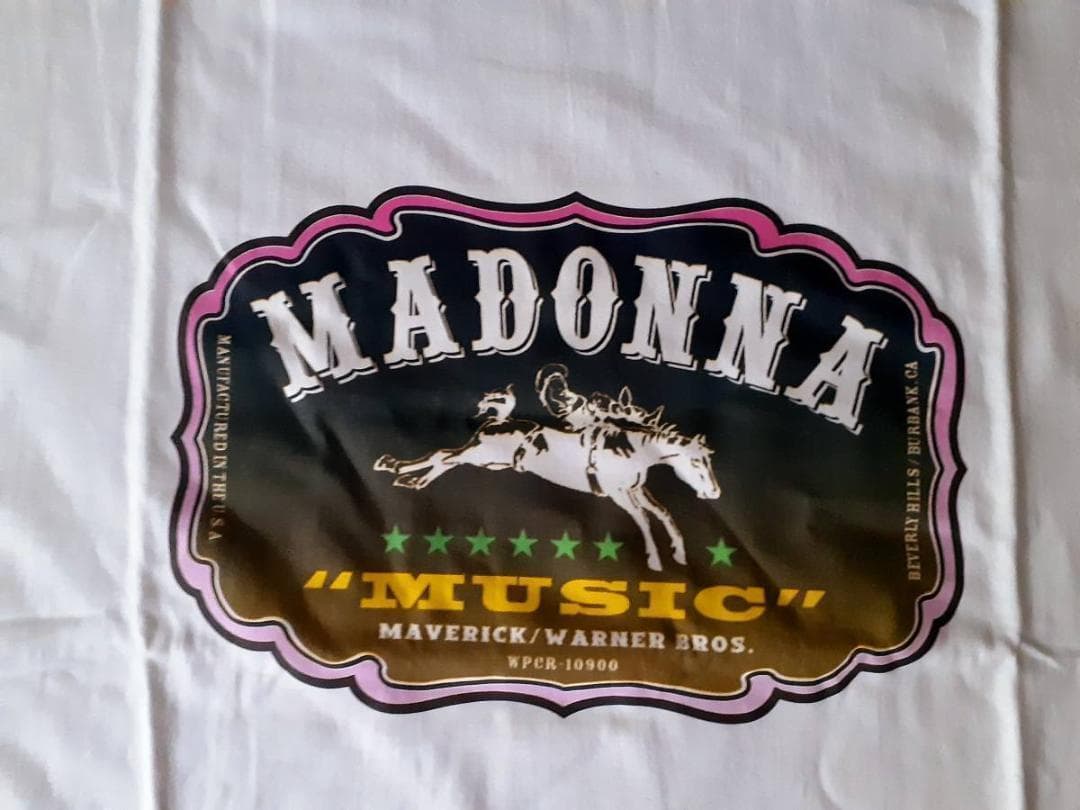 MADONNA
MANUFACTURED IN THE U.S.A
BEVERLY HILLS / BURBANK. CA
"MUSIC"
MAVERICK/WARNER BROS.
WPCR-10900